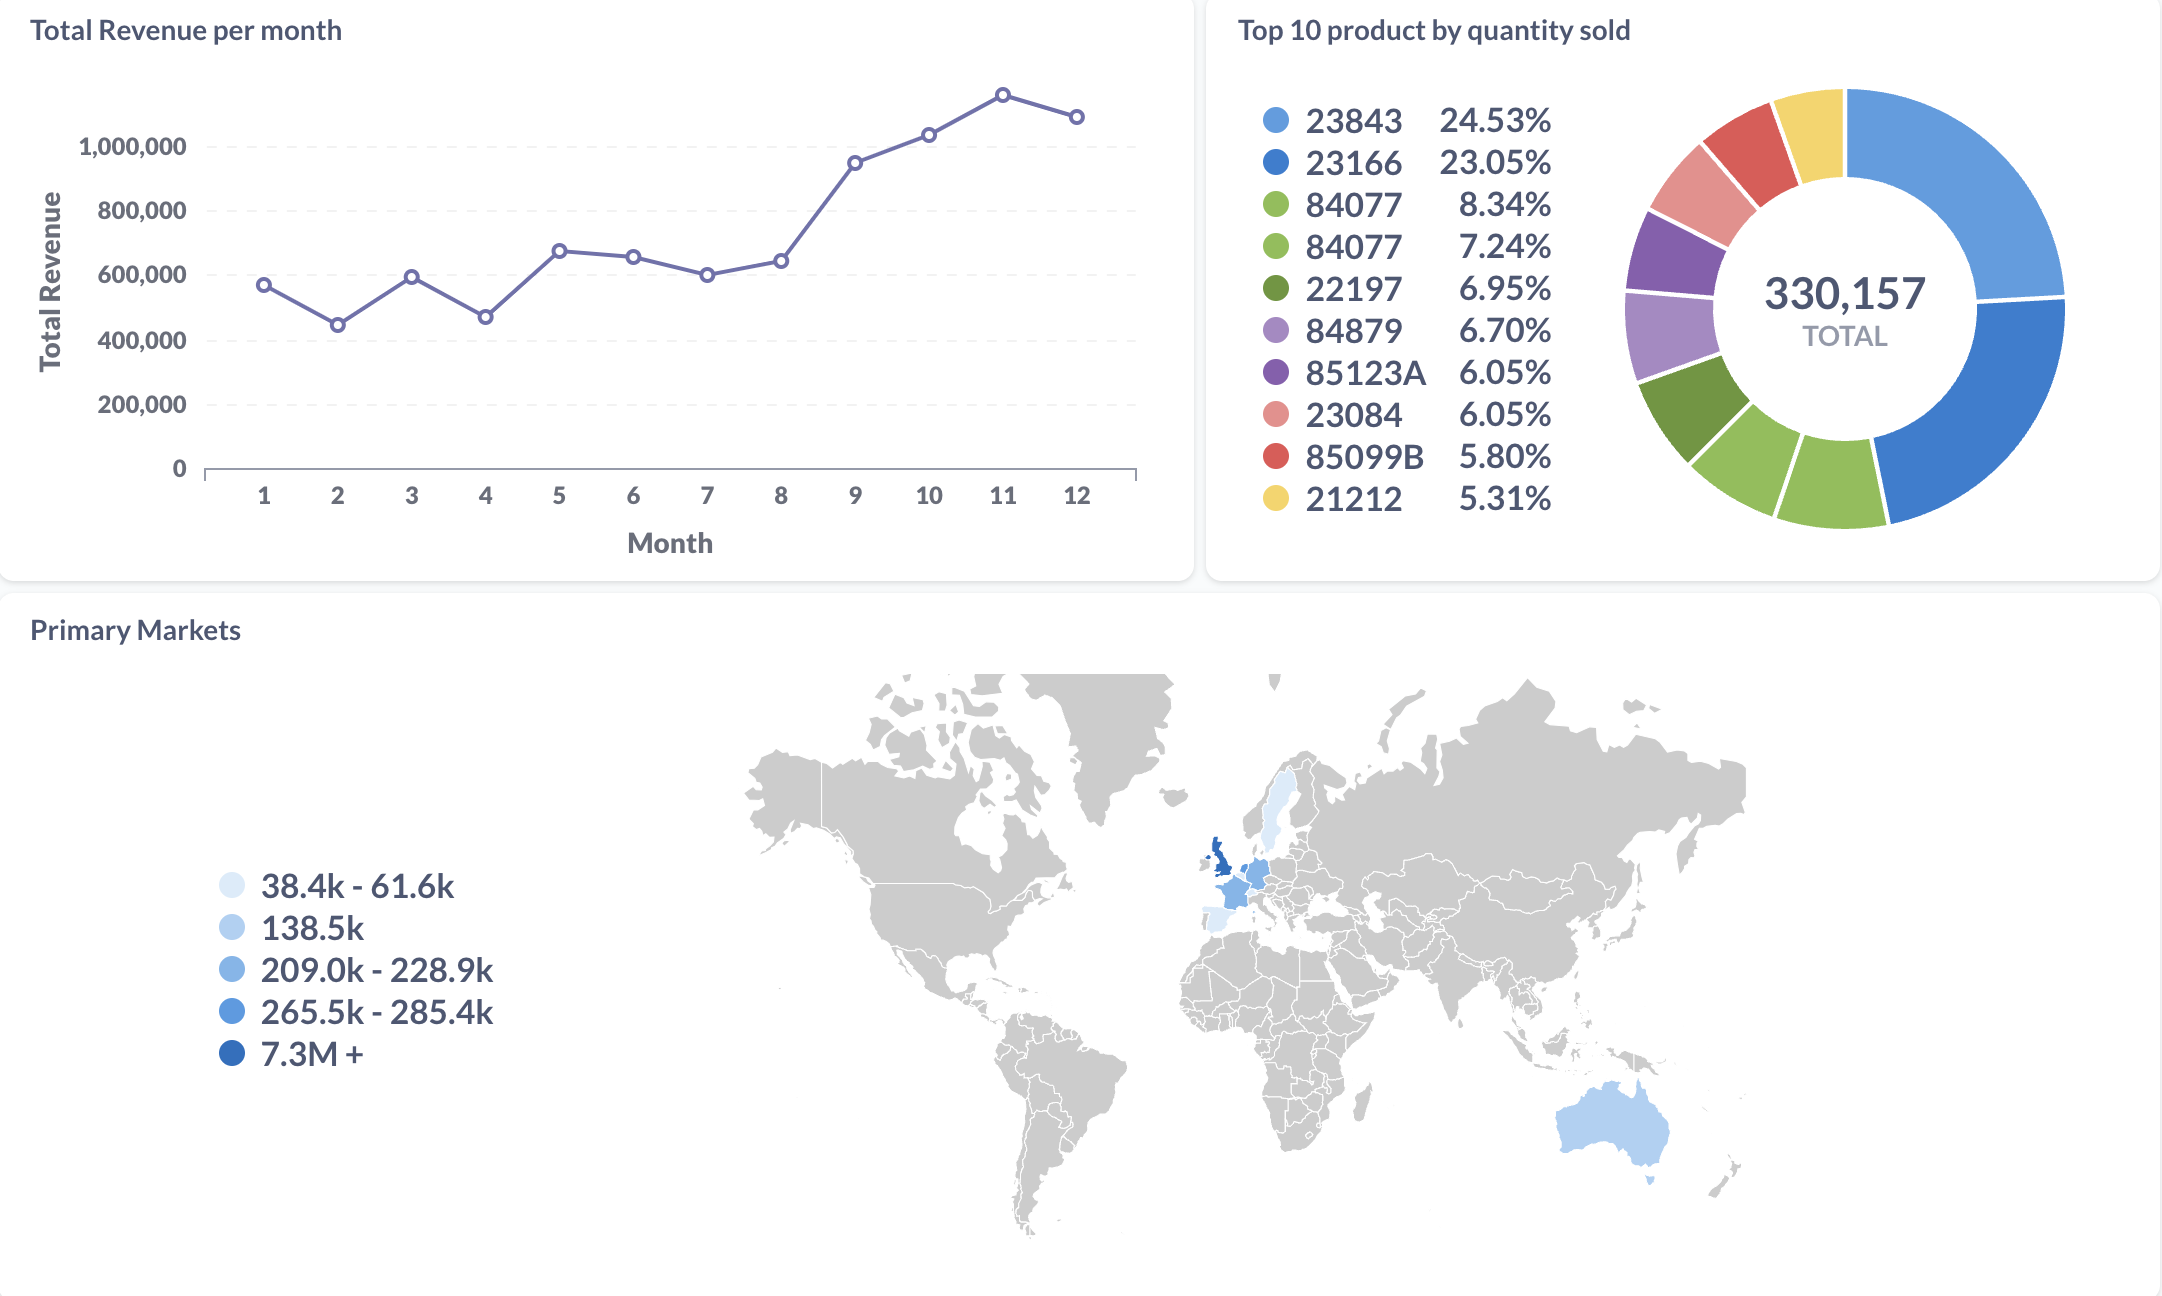 Total Revenue per month
Total Revenue
1,000,000
800,000
600,000
400,000
200,000
0
1 2 3 4 5 6 7 8 9 10 11 12
Month
Top 10 product by quantity sold
23843 24.53%
23166 23.05%
84077 8.34%
84077 7.24%
22197 6.95%
84879 6.70%
85123A 6.05%
23084 6.05%
85099B 5.80%
21212 5.31%
330,157
TOTAL
Primary Markets
38.4k - 61.6k
138.5k
209.0k - 228.9k
265.5k - 285.4k
7.3M +